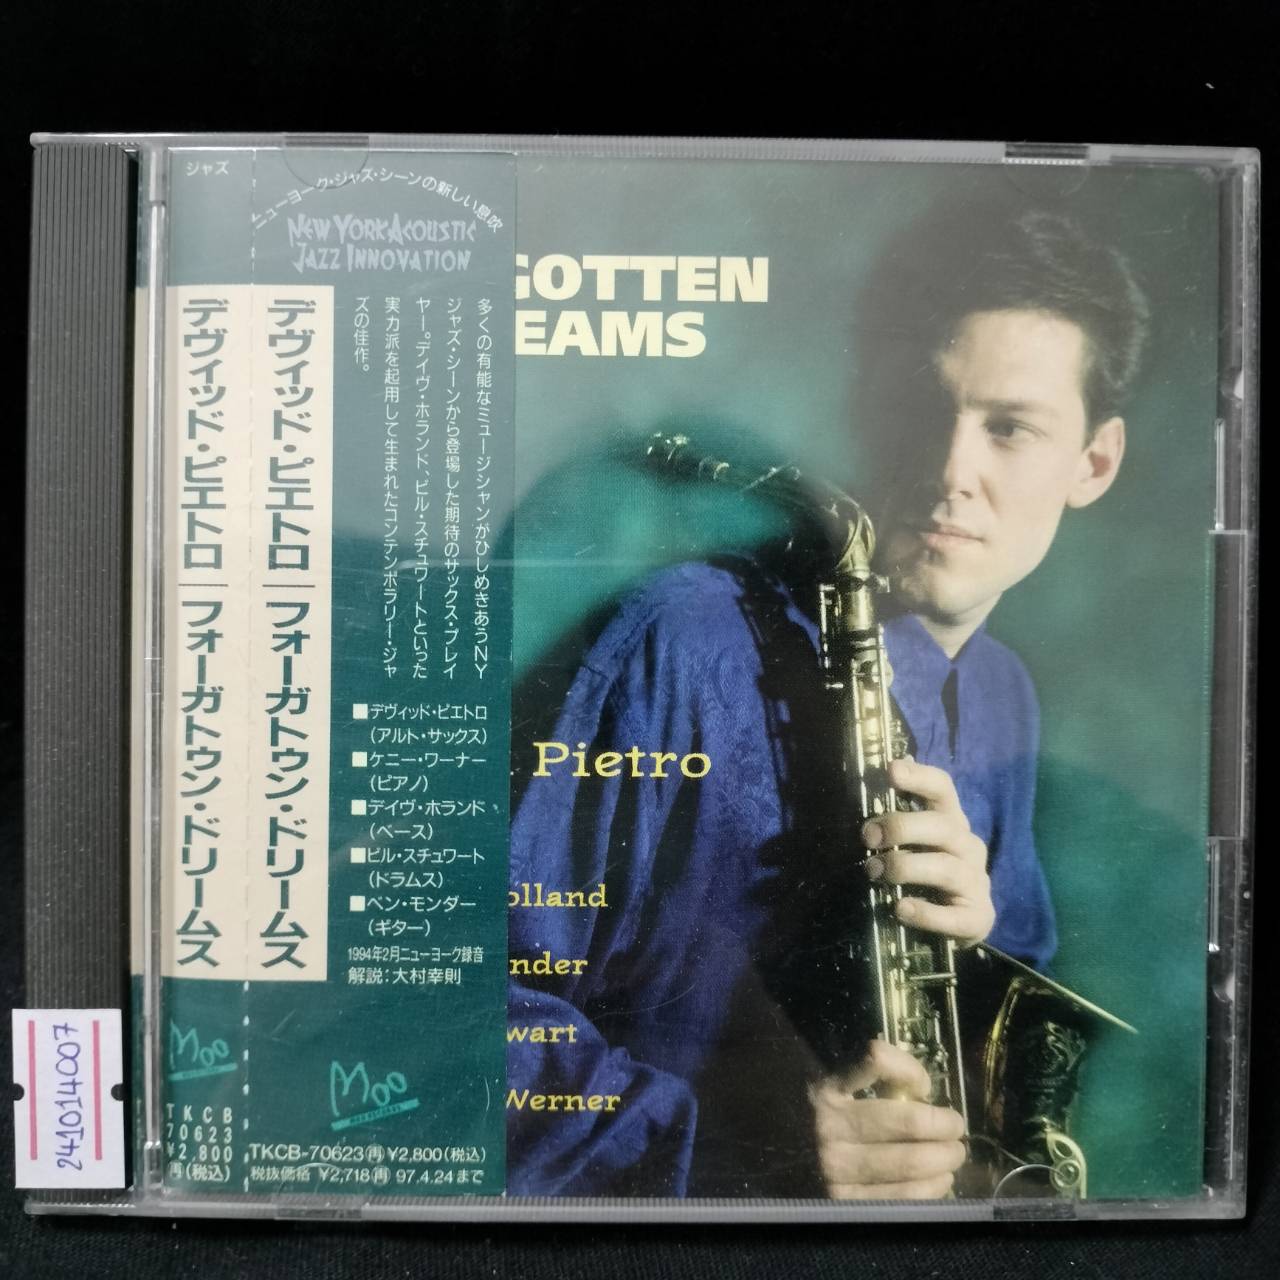 ジャズ
デヴィッド・ピエトロ｜フォーガトゥン・ドリームス
Moo
TKCB
70623
¥2,800
再(税込)
ニューヨーク・ジャズ・シーンの新しい息吹
NEW YORK ACOUSTIC
JAZZ INNOVATION
デヴィッド・ピエトロ｜フォーガトゥン・ドリームス
多くの有能なミュージシャンがひしめきあうNY
ジャズ・シーンから登場した期待のサックス・プレイ
ヤー。デイヴ・ホランド、ビル・スチュワートといった
実力派を起用して生まれたコンテンポラリー・ジャ
ズの佳作。
■デヴィッド・ピエトロ
(アルト・サックス)
■ケニー・ワーナー
(ピアノ)
■デイヴ・ホランド
(ベース)
■ビル・スチュワート
(ドラムス)
■ベン・モンダー
(ギター)
1994年2月ニューヨーク録音
解説:大村幸則
Moo
TKCB-70623再¥2,800(税込)
税抜価格 ¥2,718再 97.4.24まで
GOTTEN
EAMS
Pietro
olland
nder
wart
Werner
241014007